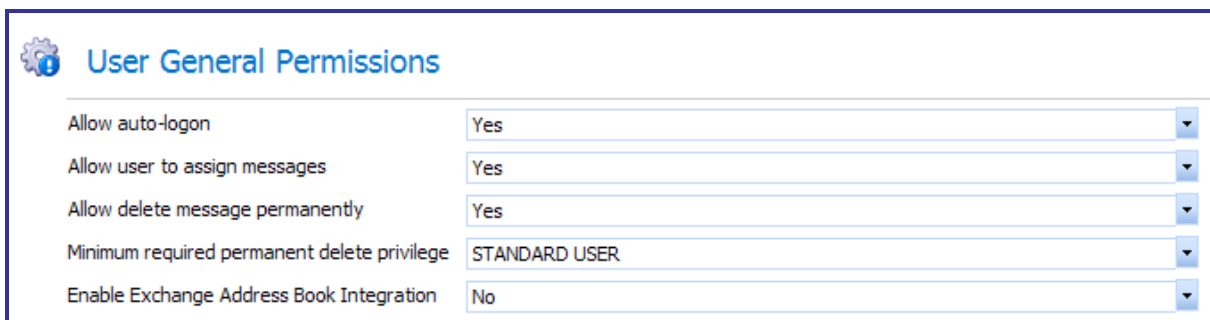 User General Permissions
Allow auto-logon Yes
Allow user to assign messages Yes
Allow delete message permanently Yes
Minimum required permanent delete privilege STANDARD USER
Enable Exchange Address Book Integration No